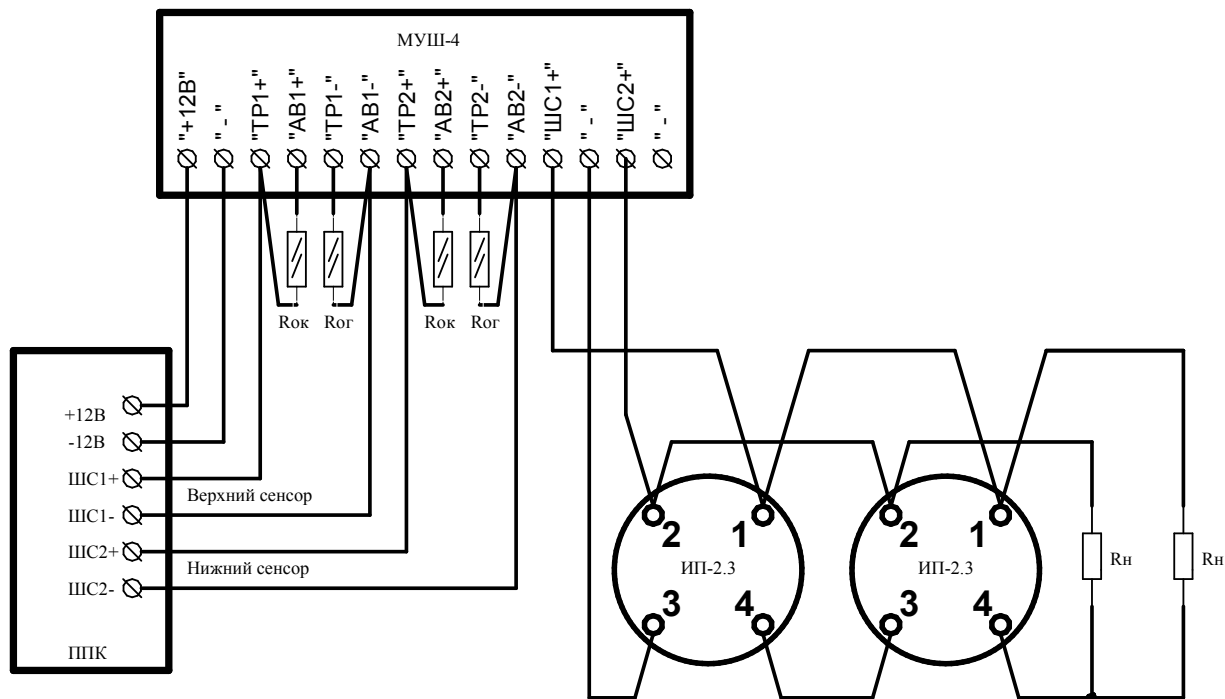 МУШ-4
"+12В"
"-"
"ТР1+"
"АВ1+"
"ТР1-"
"АВ1-"
"ТР2+"
"АВ2+"
"ТР2-"
"АВ2-"
"ШС1+"
"-"
"ШС2+"
"-"
Rок
Rог
Rок
Rог
+12В
-12В
ШС1+
Верхний сенсор
ШС1-
ШС2+
Нижний сенсор
ШС2-
ППК
2
1
ИП-2.3
3
4
2
1
ИП-2.3
3
4
Rн
Rн